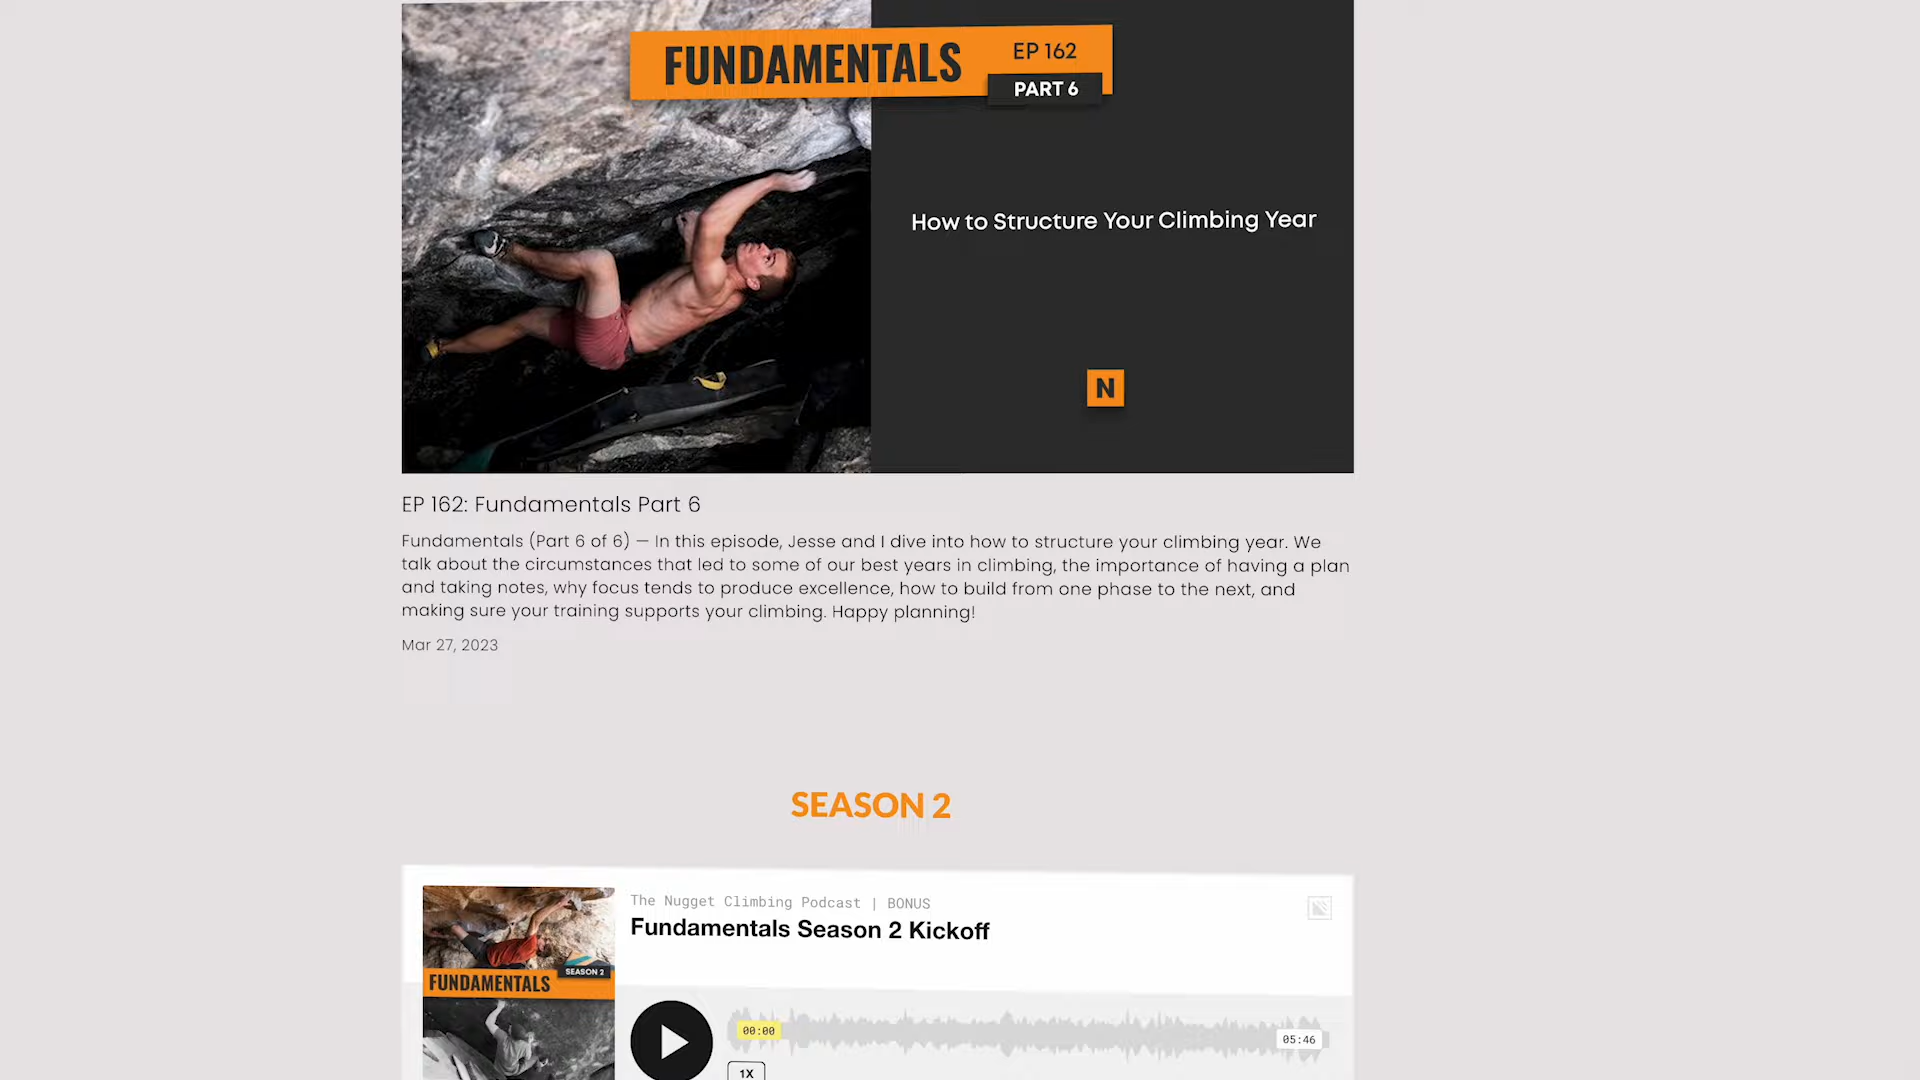 FUNDAMENTALS
EP 162
PART 6
How to Structure Your Climbing Year
N
EP 162: Fundamentals Part 6
Fundamentals (Part 6 of 6) — In this episode, Jesse and I dive into how to structure your climbing year. We
talk about the circumstances that led to some of our best years in climbing, the importance of having a plan
and taking notes, why focus tends to produce excellence, how to build from one phase to the next, and
making sure your training supports your climbing. Happy planning!
Mar 27, 2023
SEASON 2
The Nugget Climbing Podcast | BONUS
Fundamentals Season 2 Kickoff
SEASON 2
FUNDAMENTALS
00:00
05:46
1X